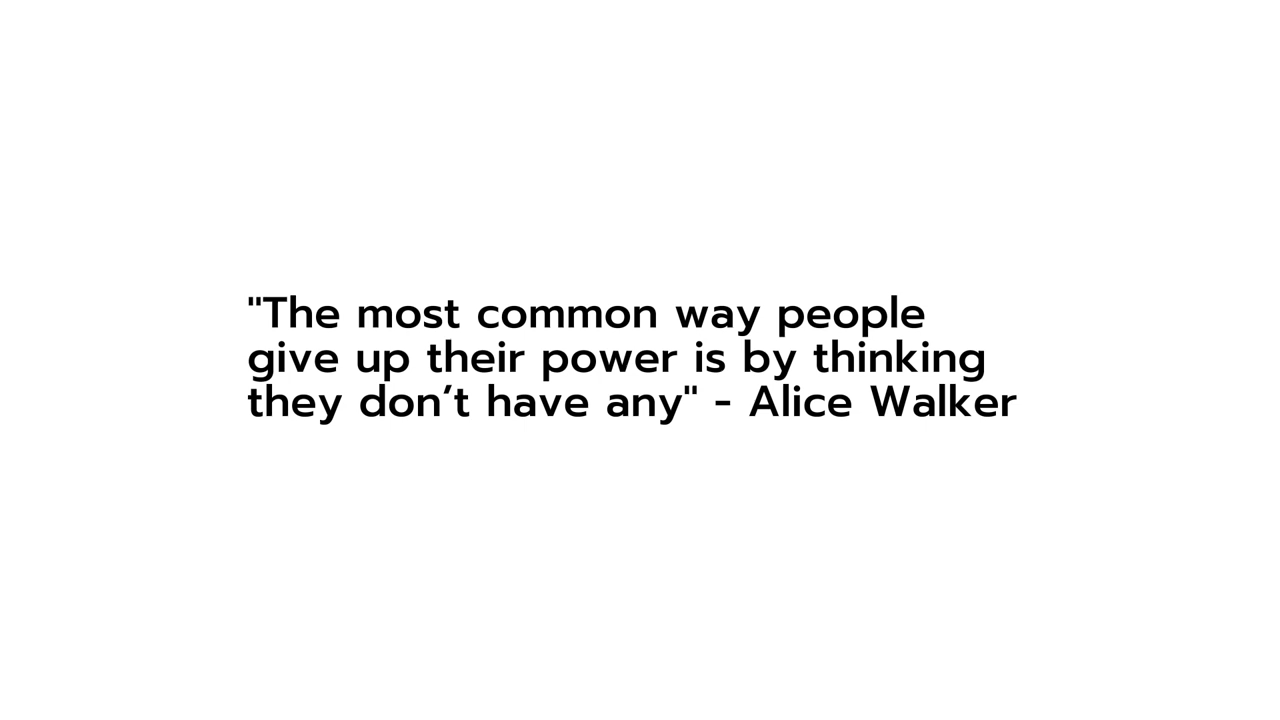 "The most common way people
give up their power is by thinking
they don’t have any" - Alice Walker